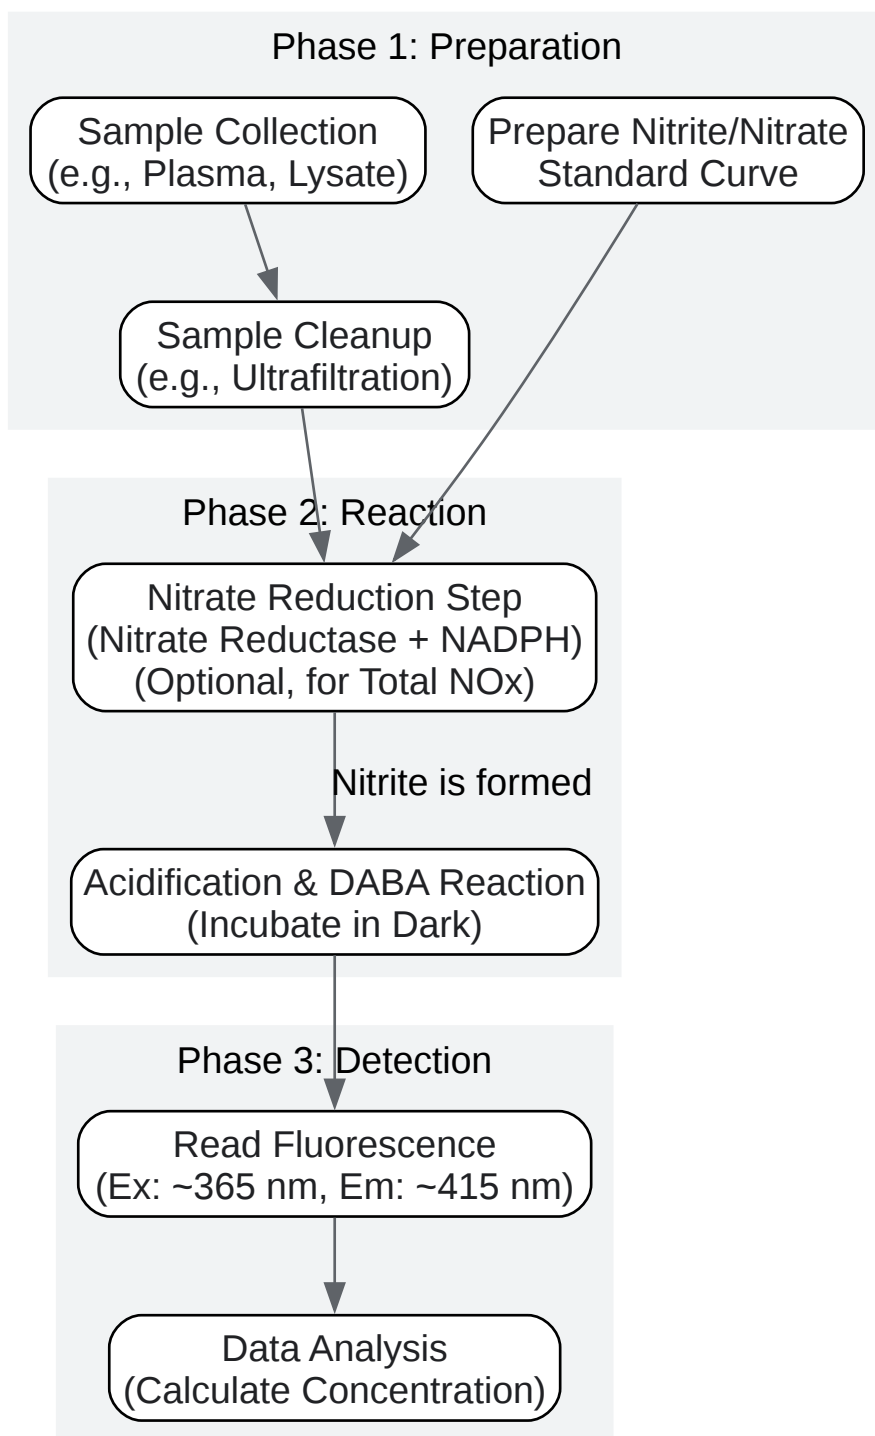 Phase 1: Preparation
Sample Collection
(e.g., Plasma, Lysate)
Prepare Nitrite/Nitrate
Standard Curve
Sample Cleanup
(e.g., Ultrafiltration)
Phase 2: Reaction
Nitrate Reduction Step
(Nitrate Reductase + NADPH)
(Optional, for Total NOx)
Nitrite is formed
Acidification & DABA Reaction
(Incubate in Dark)
Phase 3: Detection
Read Fluorescence
(Ex: ~365 nm, Em: ~415 nm)
Data Analysis
(Calculate Concentration)